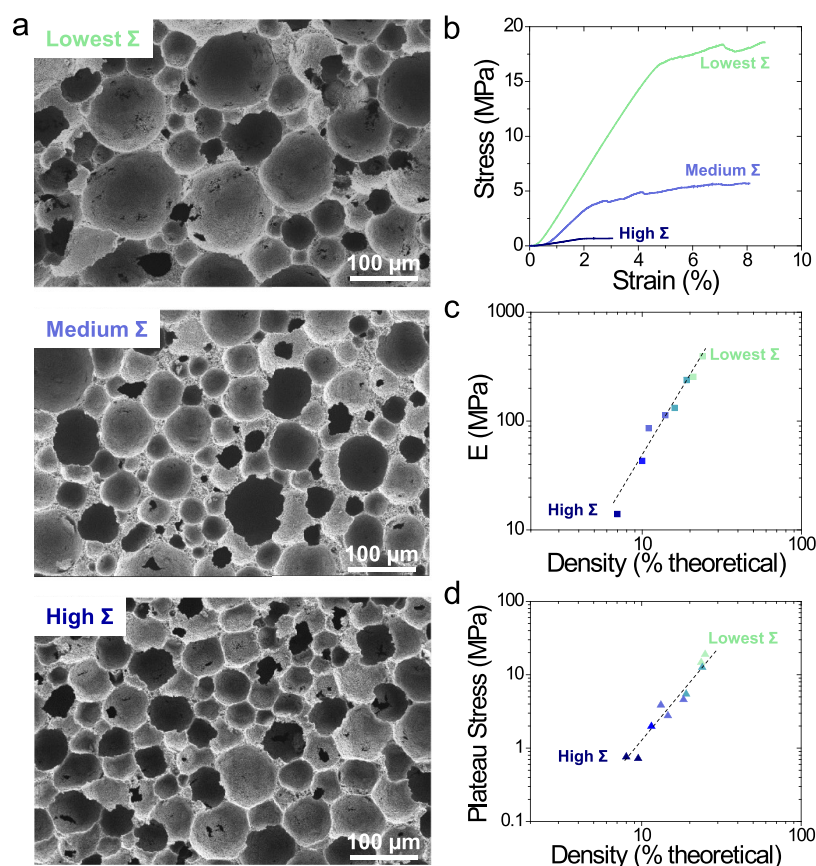 a
Lowest Σ
100 µm
Medium Σ
100 µm
High Σ
100 µm
b
20
15
10
5
0
Stress (MPa)
Lowest Σ
Medium Σ
High Σ
0 2 4 6 8 10
Strain (%)
c
1000
100
10
E (MPa)
Lowest Σ
High Σ
10 100
Density (% theoretical)
d
100
10
1
0.1
Plateau Stress (MPa)
Lowest Σ
High Σ
10 100
Density (% theoretical)